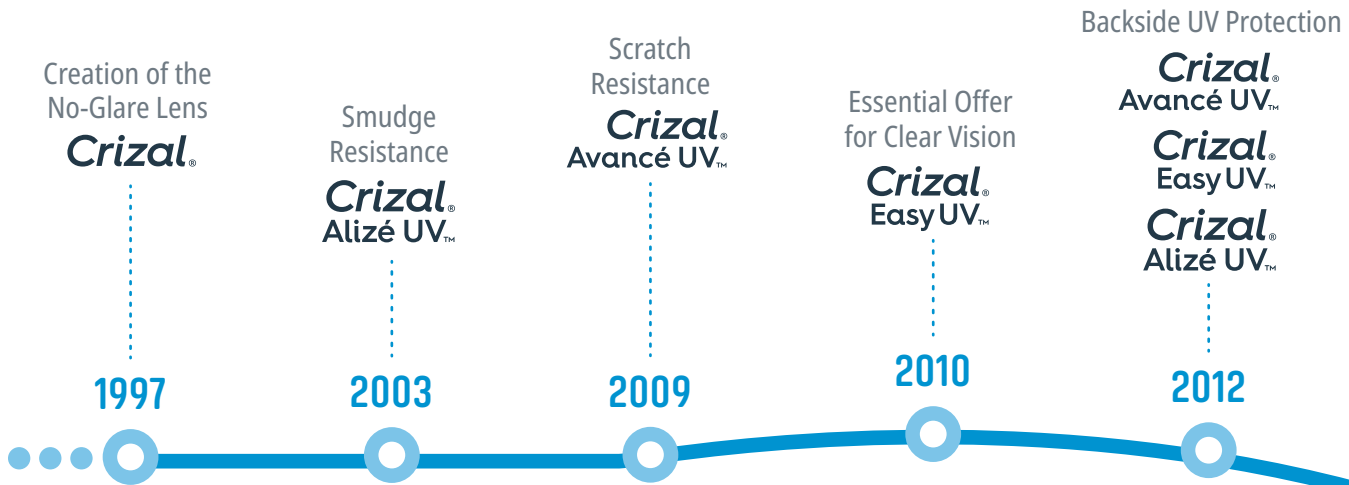 Creation of the
No-Glare Lens
Crizal®
1997
Smudge
Resistance
Crizal®
Alizé UV™
2003
Scratch
Resistance
Crizal®
Avancé UV™
2009
Essential Offer
for Clear Vision
Crizal®
Easy UV™
2010
Backside UV Protection
Crizal®
Avancé UV™
Crizal®
Easy UV™
Crizal®
Alizé UV™
2012